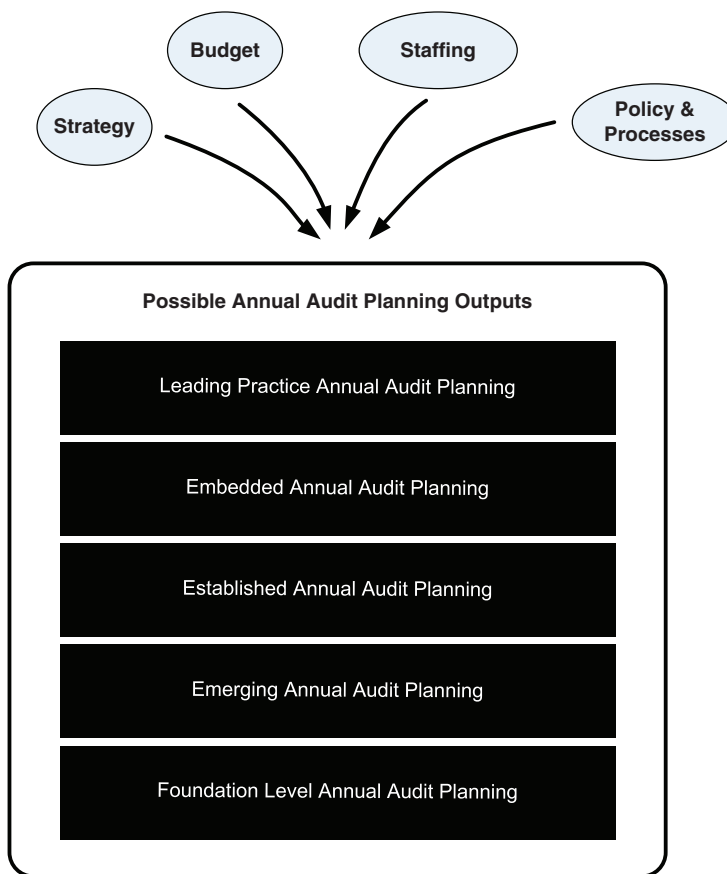 Budget
Staffing
Strategy
Policy &
Processes
Possible Annual Audit Planning Outputs
Leading Practice Annual Audit Planning
Embedded Annual Audit Planning
Established Annual Audit Planning
Emerging Annual Audit Planning
Foundation Level Annual Audit Planning